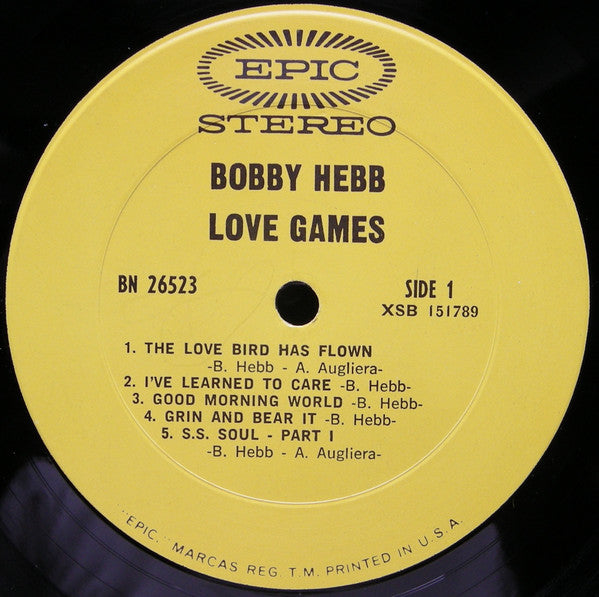 EPIC
STEREO
BOBBY HEBB
LOVE GAMES
BN 26523
SIDE 1
XSB 151789
1. THE LOVE BIRD HAS FLOWN
-B. Hebb - A. Augliera-
2. I'VE LEARNED TO CARE -B. Hebb-
3. GOOD MORNING WORLD -B. Hebb-
4. GRIN AND BEAR IT -B. Hebb-
5. S.S. SOUL - PART I
-B. Hebb - A. Augliera-
"EPIC," MARCAS REG. T.M. PRINTED IN U.S.A.